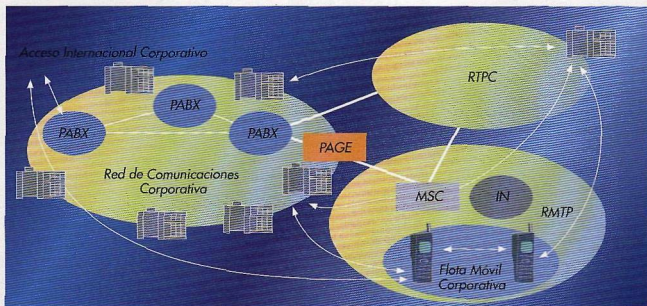 Acceso Internacional Corporativo
RTPC
PABX
PABX
PABX
PAGE
Red de Comunicaciones
Corporativa
MSC
IN
RMTP
Flota Móvil
Corporativa